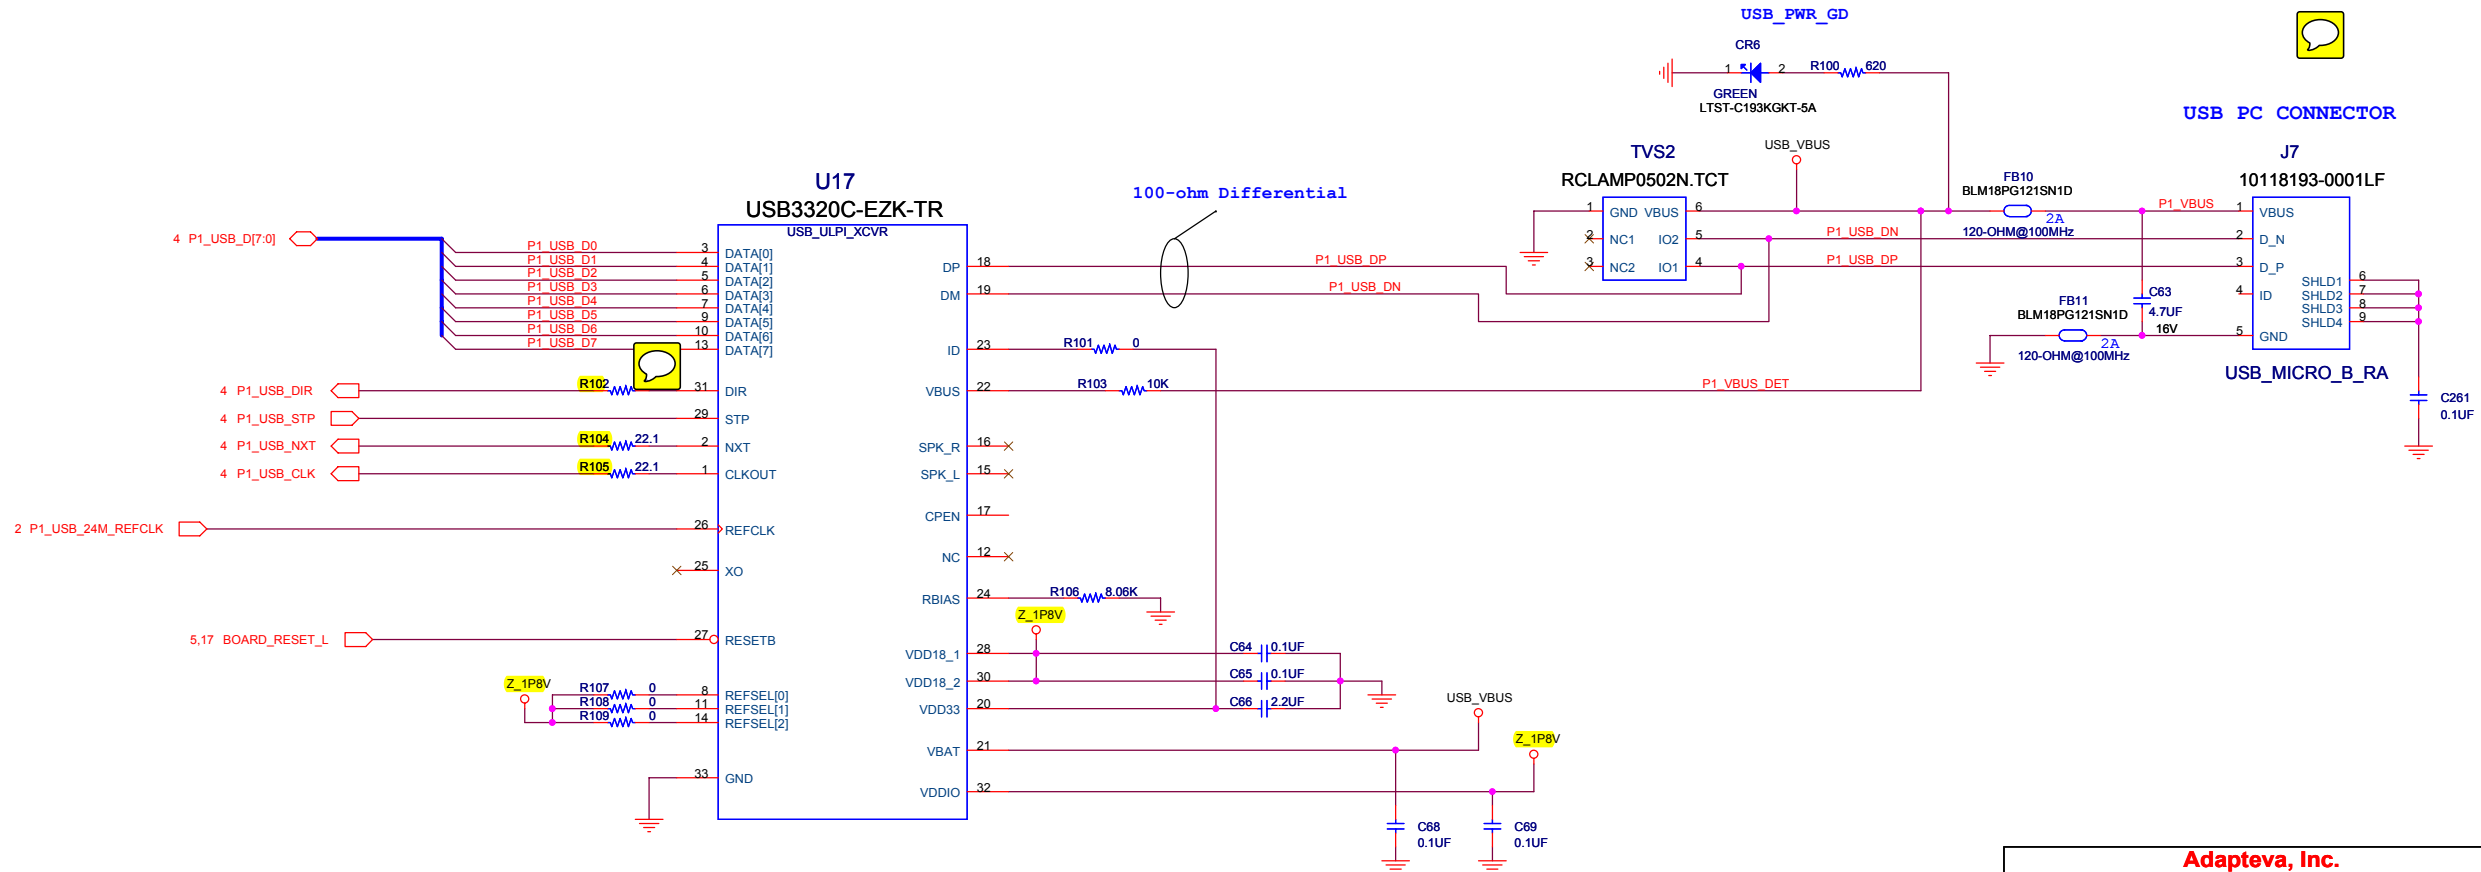 USB_PWR_GD
CR6
1
2
R100
620
GREEN
LTST-C193KGKT-5A
USB PC CONNECTOR
USB_VBUS
TVS2
RCLAMP0502N.TCT
J7
10118193-0001LF
FB10
BLM18PG121SN1D
2A
120-OHM@100MHz
P1_VBUS
1 GND VBUS 6
2 NC1 IO2 5
3 NC2 IO1 4
P1_USB_DN
P1_USB_DP
1 VBUS
2 D_N
3 D_P
4 ID
5 GND
SHLD1 6
SHLD2 7
SHLD3 8
SHLD4 9
USB_MICRO_B_RA
C63
4.7UF
16V
FB11
BLM18PG121SN1D
2A
120-OHM@100MHz
C261
0.1UF
100-ohm Differential
U17
USB3320C-EZK-TR
USB_ULPI_XCVR
4 P1_USB_D[7:0]
P1_USB_D0 3 DATA[0]
P1_USB_D1 4 DATA[1]
P1_USB_D2 5 DATA[2]
P1_USB_D3 6 DATA[3]
P1_USB_D4 7 DATA[4]
P1_USB_D5 9 DATA[5]
P1_USB_D6 10 DATA[6]
P1_USB_D7 13 DATA[7]
4 P1_USB_DIR R102 31 DIR
4 P1_USB_STP 29 STP
4 P1_USB_NXT R104 22.1 2 NXT
4 P1_USB_CLK R105 22.1 1 CLKOUT
2 P1_USB_24M_REFCLK 26 REFCLK
25 XO
5,17 BOARD_RESET_L 27 RESETB
Z_1P8V
R107 0 8 REFSEL[0]
R108 0 11 REFSEL[1]
R109 0 14 REFSEL[2]
33 GND
DP 18 P1_USB_DP
DM 19 P1_USB_DN
ID 23 R101 0
VBUS 22 R103 10K P1_VBUS_DET
SPK_R 16
SPK_L 15
CPEN 17
NC 12
RBIAS 24 R106 8.06K
Z_1P8V
VDD18_1 28 C64 0.1UF
VDD18_2 30 C65 0.1UF
VDD33 20 C66 2.2UF
USB_VBUS
VBAT 21
Z_1P8V
VDDIO 32
C68
0.1UF
C69
0.1UF
Adapteva, Inc.